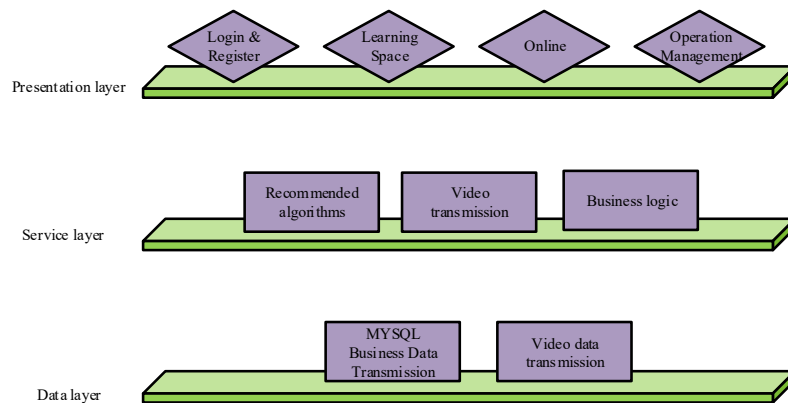 Login &
Register
Learning
Space
Online
Operation
Management
Presentation layer
Recommended
algorithms
Video
transmission
Business logic
Service layer
MYSQL
Business Data
Transmission
Video data
transmission
Data layer